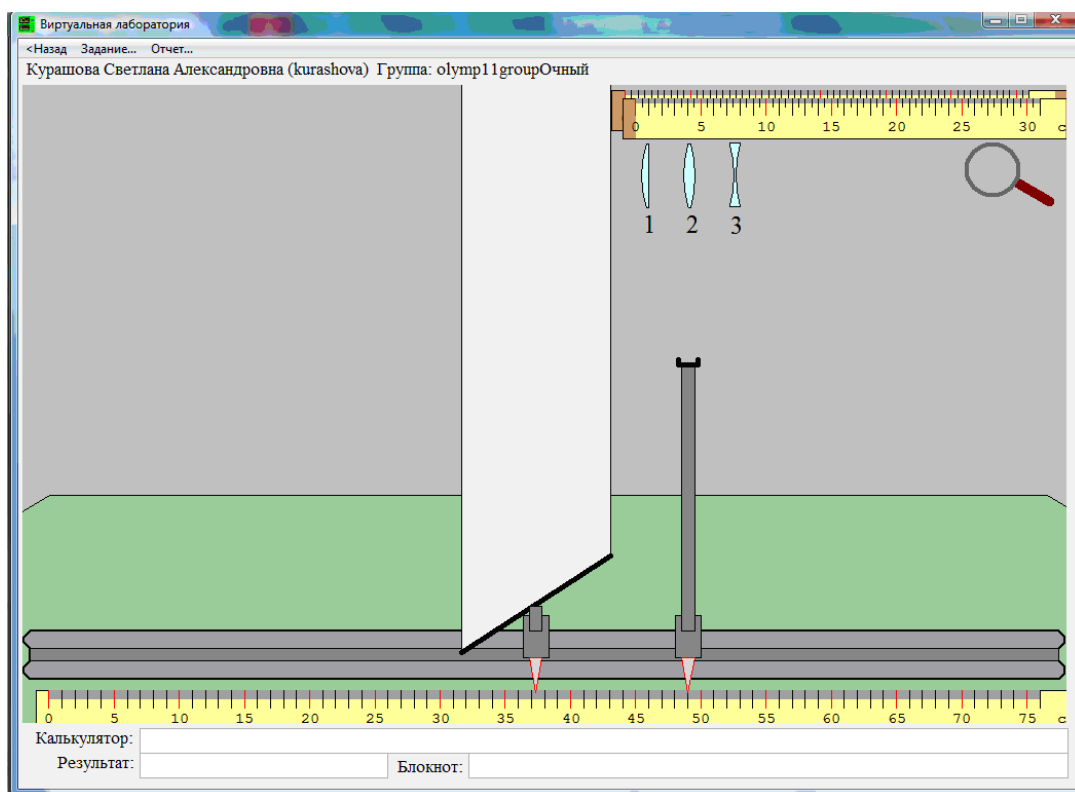 Виртуальная лаборатория
<Назад Задание... Отчет...
Курашова Светлана Александровна (kurashova) Группа: olymp11groupОчный
0 5 10 15 20 25 30 с
1 2 3
0 5 10 15 20 25 30 35 40 45 50 55 60 65 70 75 с
Калькулятор:
Результат: Блокнот: